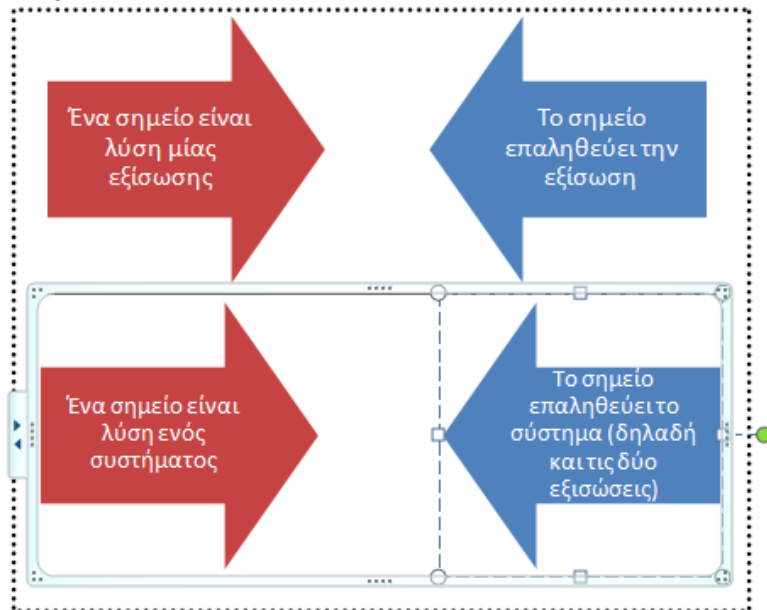 Ένα σημείο είναι
λύση μίας
εξίσωσης
Το σημείο
επαληθεύει την
εξίσωση
Ένα σημείο είναι
λύση ενός
συστήματος
Το σημείο
επαληθεύει το
σύστημα (δηλαδή
και τις δύο
εξισώσεις)